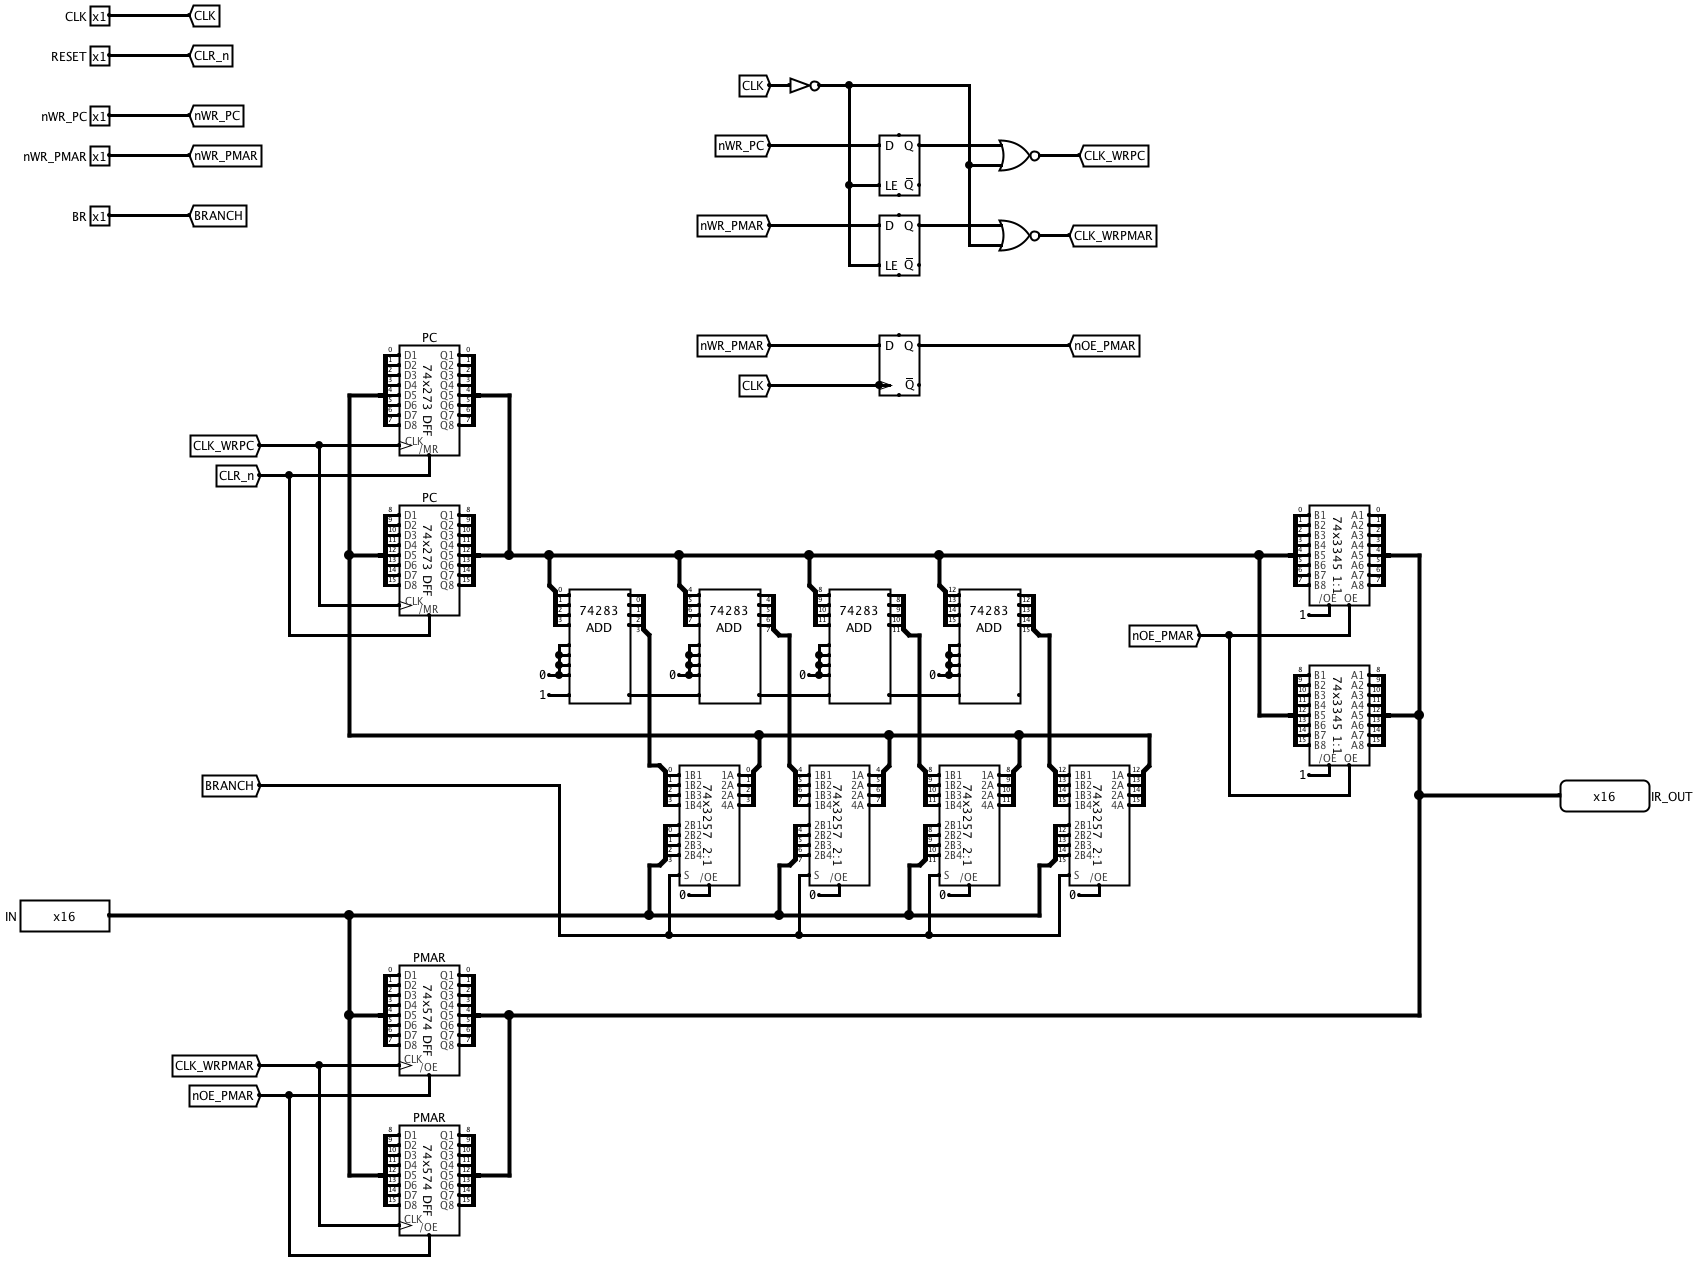 CLK x1 CLK
RESET x1 CLR_n
nWR_PC x1 nWR_PC
nWR_PMAR x1 nWR_PMAR
BR x1 BRANCH
CLK
nWR_PC D Q CLK_WRPC
LE Q
nWR_PMAR D Q CLK_WRPMAR
LE Q
nWR_PMAR D Q nOE_PMAR
CLK Q
PC
D1 Q1
D2 Q2
D3 Q3
D4 Q4
D5 Q5
D6 Q6
D7 Q7
D8 Q8
74x273 DFF
CLK
/MR
CLK_WRPC
CLR_n
PC
D1 Q1
D2 Q2
D3 Q3
D4 Q4
D5 Q5
D6 Q6
D7 Q7
D8 Q8
74x273 DFF
CLK
/MR
74283 ADD
74283 ADD
74283 ADD
74283 ADD
0 0 0 0
1
B1 A1
B2 A2
B3 A3
B4 A4
B5 A5
B6 A6
B7 A7
B8 A8
74x3345 1:1
/OE OE
1
nOE_PMAR
B1 A1
B2 A2
B3 A3
B4 A4
B5 A5
B6 A6
B7 A7
B8 A8
74x3345 1:1
/OE OE
1
x16 IR_OUT
BRANCH
1B1 1A
1B2 2A
1B3 2A
1B4 4A
2B1
2B2
2B3
2B4
74x3257 2:1
S /OE
0
1B1 1A
1B2 2A
1B3 2A
1B4 4A
2B1
2B2
2B3
2B4
74x3257 2:1
S /OE
0
1B1 1A
1B2 2A
1B3 2A
1B4 4A
2B1
2B2
2B3
2B4
74x3257 2:1
S /OE
0
1B1 1A
1B2 2A
1B3 2A
1B4 4A
2B1
2B2
2B3
2B4
74x3257 2:1
S /OE
0
IN x16
PMAR
D1 Q1
D2 Q2
D3 Q3
D4 Q4
D5 Q5
D6 Q6
D7 Q7
D8 Q8
74x574 DFF
CLK
/OE
CLK_WRPMAR
nOE_PMAR
PMAR
D1 Q1
D2 Q2
D3 Q3
D4 Q4
D5 Q5
D6 Q6
D7 Q7
D8 Q8
74x574 DFF
CLK
/OE